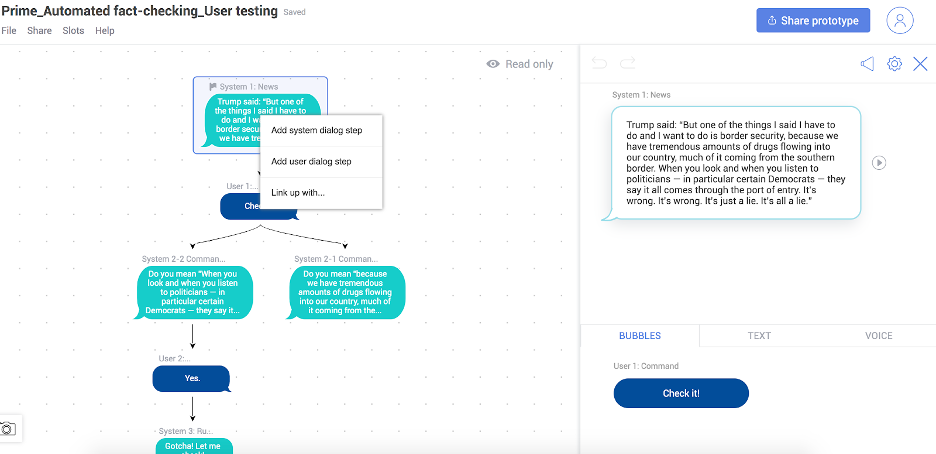 Prime_Automated fact-checking_User testing Saved
File Share Slots Help
Share prototype
Read only
System 1: News
Trump said: "But one of
the things I said I have to
do and I wa
border secu
have tre
Add system dialog step
Add user dialog step
Link up with...
User 1:...
Chec
System 2-2 Comman...
Do you mean "When you
look and when you listen
to politicians — in
particular certain
Democrats — they say it...
System 2-1 Comman...
Do you mean "because
we have tremendous
amounts of drugs flowing
into our country, much of
it coming from the...
User 2:...
Yes.
System 3: Ru...
Gotcha! Let me
System 1: News
Trump said: "But one of the things I said I have to
do and I want to do is border security, because we
have tremendous amounts of drugs flowing into
our country, much of it coming from the southern
border. When you look and when you listen to
politicians — in particular certain Democrats — they
say it all comes through the port of entry. It's
wrong. It's wrong. It's just a lie. It's all a lie."
BUBBLES TEXT VOICE
User 1: Command
Check it!